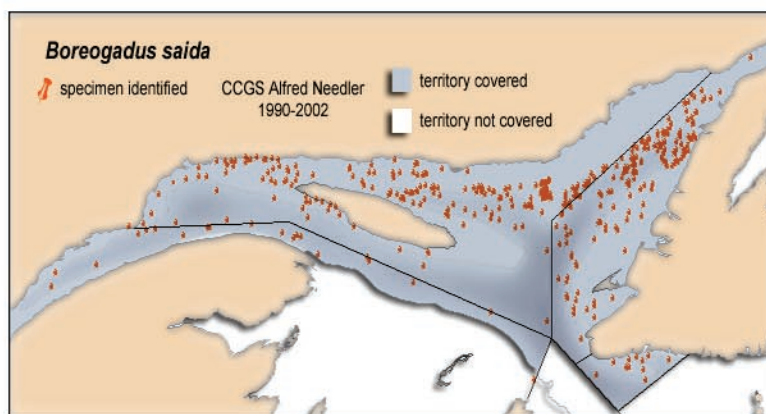 Boreogadus saida
specimen identified
CCGS Alfred Needler
1990-2002
territory covered
territory not covered